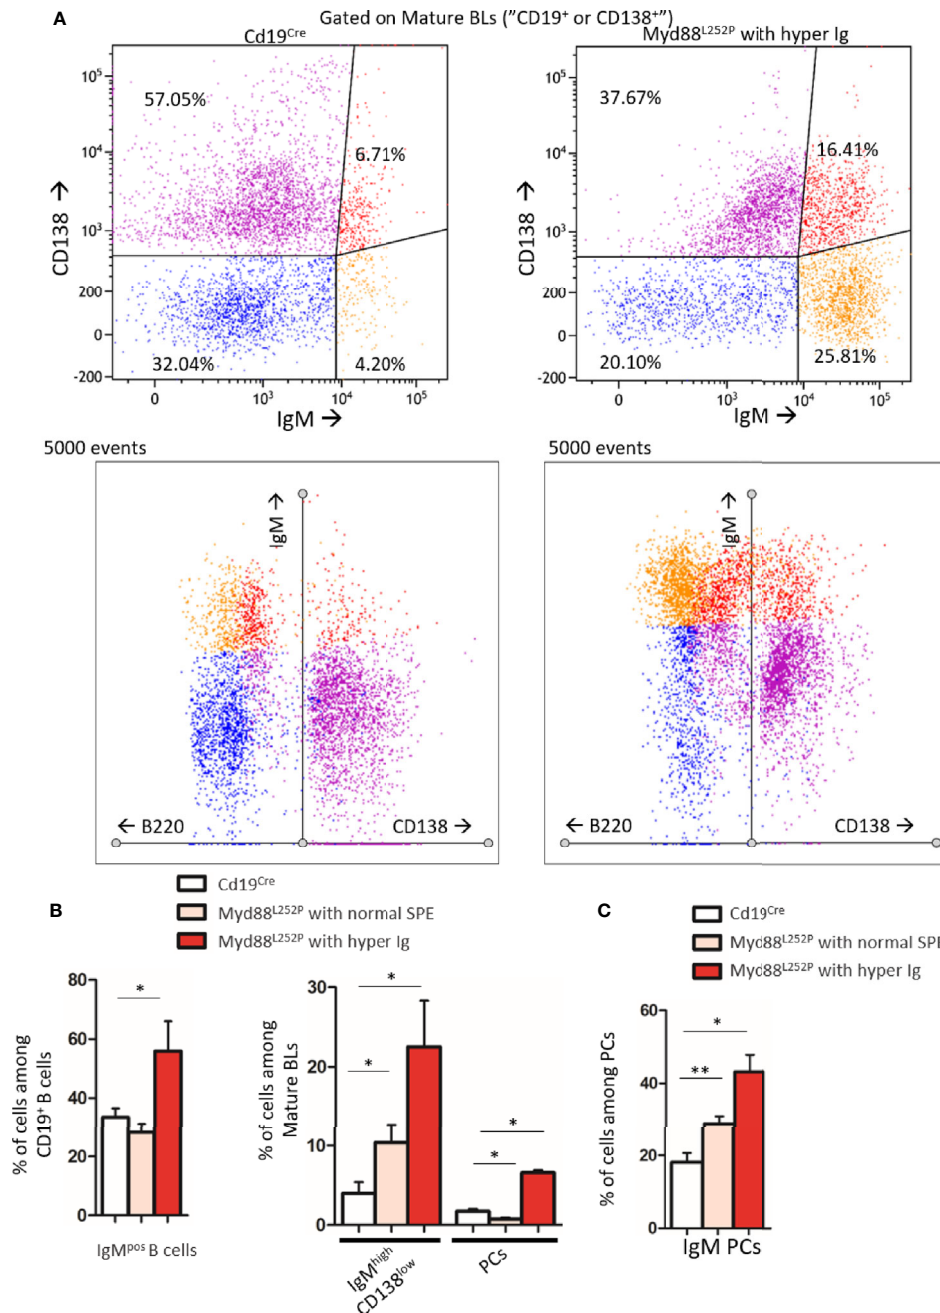 A
Gated on Mature BLs ("CD19⁺ or CD138⁺")
Cd19ᶜʳᵉ
Myd88ᴸ²⁵²ᴾ with hyper Ig
10⁵
10⁴
10³
200
0
-200
CD138 →
57.05%
6.71%
32.04%
4.20%
0
10³
10⁴
10⁵
IgM →
10⁵
10⁴
10³
200
0
-200
CD138 →
37.67%
16.41%
20.10%
25.81%
0
10³
10⁴
10⁵
IgM →
5000 events
5000 events
IgM →
← B220
CD138 →
IgM →
← B220
CD138 →
B
Cd19ᶜʳᵉ
Myd88ᴸ²⁵²ᴾ with normal SPE
Myd88ᴸ²⁵²ᴾ with hyper Ig
% of cells among
CD19⁺ B cells
80
60
40
20
0
*
IgMᵖᵒˢ B cells
% of cells among
Mature BLs
30
20
10
0
*
*
*
*
IgMʰⁱᵍʰ
CD138ˡᵒʷ
PCs
C
Cd19ᶜʳᵉ
Myd88ᴸ²⁵²ᴾ with normal SPE
Myd88ᴸ²⁵²ᴾ with hyper Ig
% of cells among PCs
60
40
20
0
*
**
IgM PCs